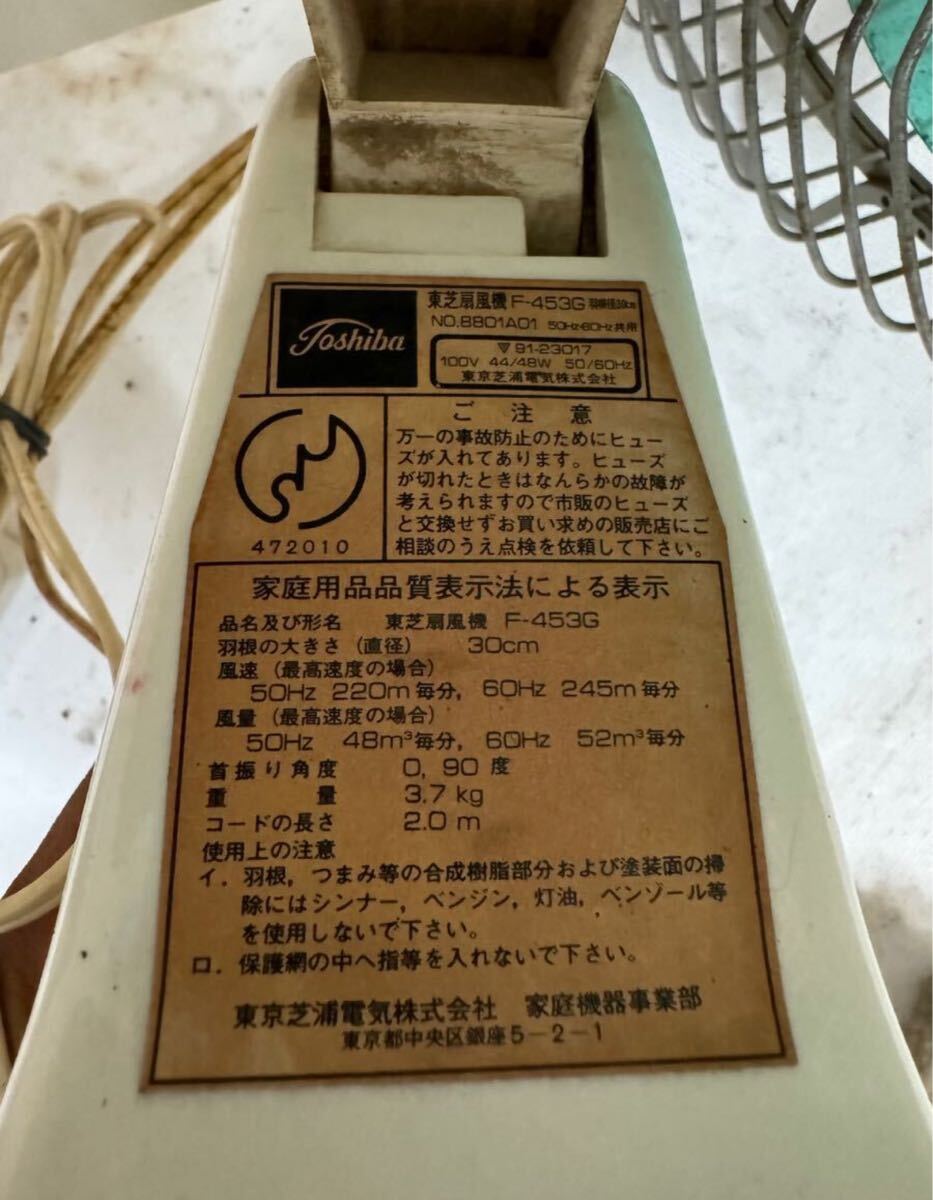 Toshiba
東芝扇風機 F-453G 羽根径30cm
NO.8801A01 50Hz-60Hz共用
▽91-23017
100V 44/48W 50/60Hz
東京芝浦電気株式会社
472010
ご注意
万一の事故防止のためにヒュー
ズが入れてあります。ヒューズ
が切れたときはなんらかの故障が
考えられますので市販のヒューズ
と交換せずお買い求めの販売店にご
相談のうえ点検を依頼して下さい。
家庭用品品質表示法による表示
品名及び形名 東芝扇風機 F-453G
羽根の大きさ(直径) 30cm
風速(最高速度の場合)
50Hz 220m毎分, 60Hz 245m毎分
風量(最高速度の場合)
50Hz 48m³毎分, 60Hz 52m³毎分
首振り角度 0, 90度
重量 3.7kg
コードの長さ 2.0m
使用上の注意
イ. 羽根, つまみ等の合成樹脂部分および塗装面の掃
除にはシンナー, ベンジン, 灯油, ベンゾール等
を使用しないで下さい。
ロ. 保護網の中へ指等を入れないで下さい。
東京芝浦電気株式会社 家庭機器事業部
東京都中央区銀座5-2-1